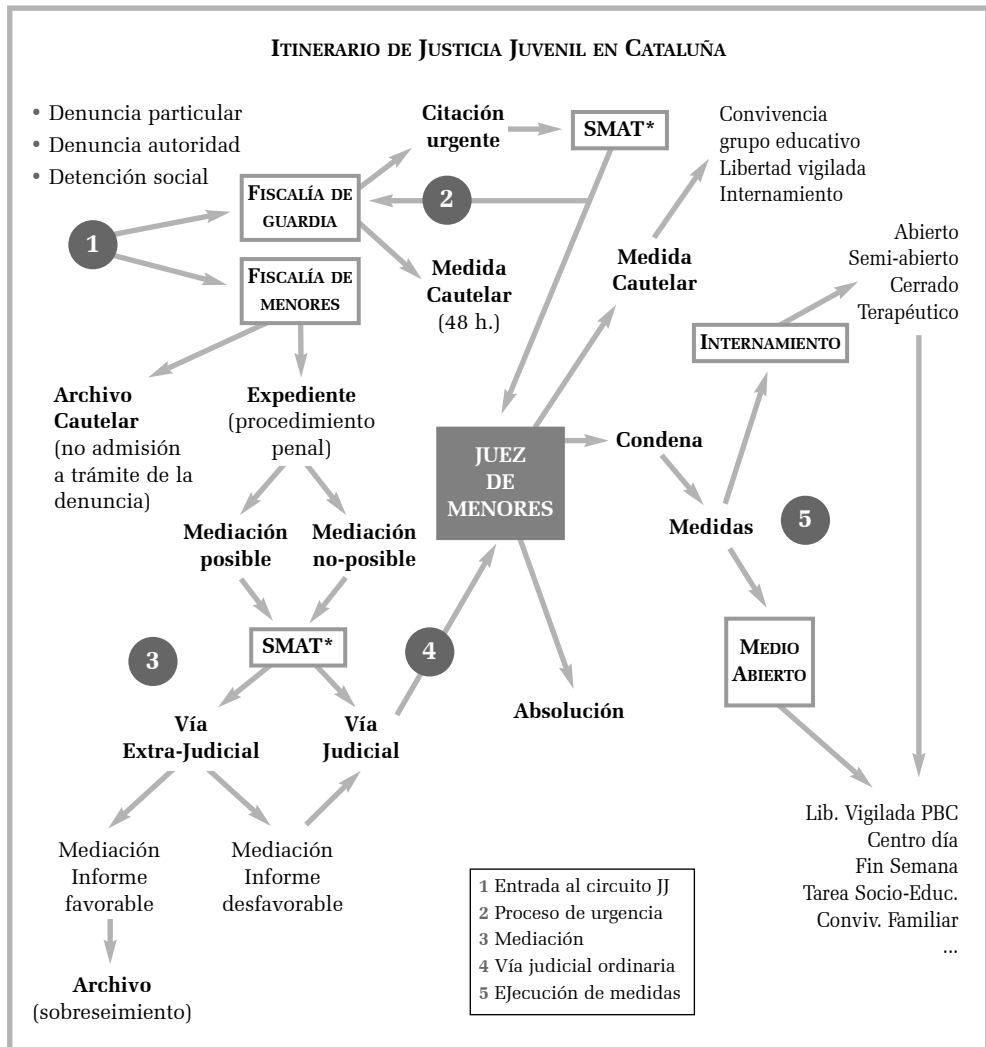 ITINERARIO DE JUSTICIA JUVENIL EN CATALUÑA
• Denuncia particular
• Denuncia autoridad
• Detención social
1
FISCALÍA DE
GUARDIA
FISCALÍA DE
MENORES
Citación
urgente
SMAT*
2
Medida
Cautelar
(48 h.)
Convivencia
grupo educativo
Libertad vigilada
Internamiento
Medida
Cautelar
Abierto
Semi-abierto
Cerrado
Terapéutico
INTERNAMIENTO
Archivo
Cautelar
(no admisión
a trámite de la
denuncia)
Expediente
(procedimiento
penal)
JUEZ
DE
MENORES
Condena
Medidas
5
Mediación
posible
Mediación
no-posible
SMAT*
3
4
MEDIO
ABIERTO
Absolución
Vía
Extra-Judicial
Vía
Judicial
Mediación
Informe
favorable
Mediación
Informe
desfavorable
Archivo
(sobreseimiento)
Lib. Vigilada PBC
Centro día
Fin Semana
Tarea Socio-Educ.
Conviv. Familiar
...
1 Entrada al circuito JJ
2 Proceso de urgencia
3 Mediación
4 Vía judicial ordinaria
5 EJecución de medidas